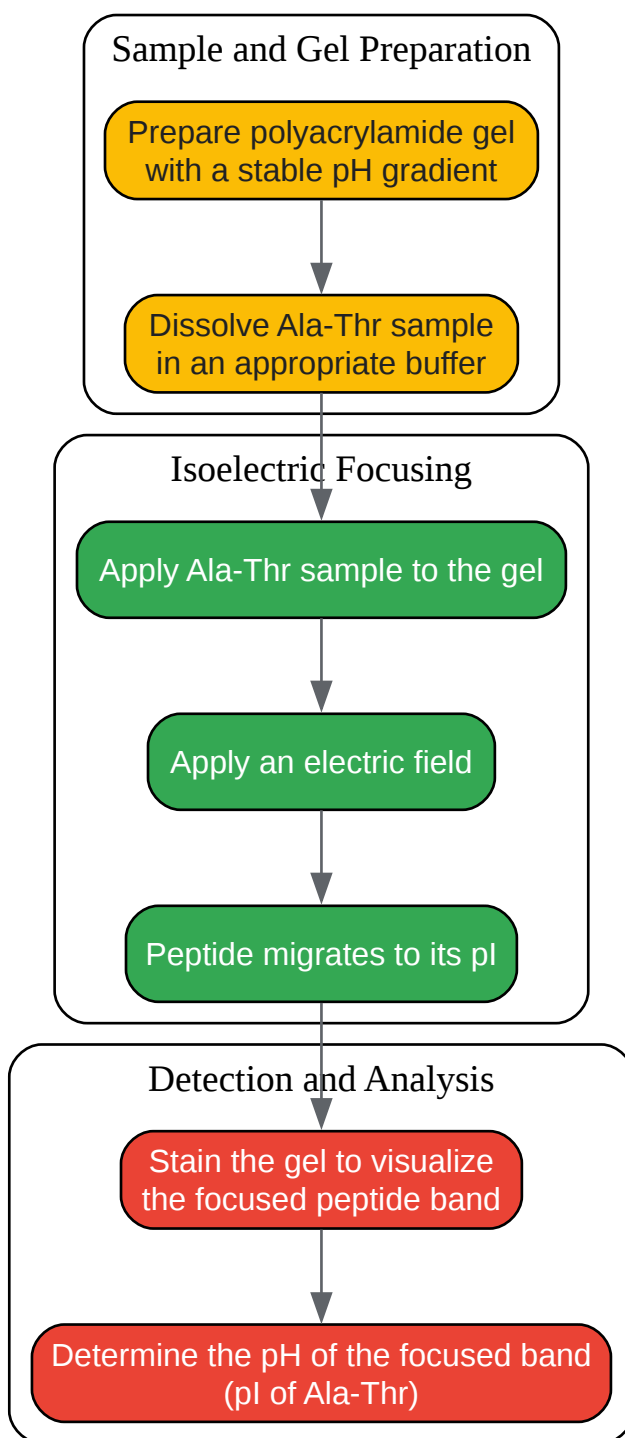 Sample and Gel Preparation
Prepare polyacrylamide gel
with a stable pH gradient
Dissolve Ala-Thr sample
in an appropriate buffer
Isoelectric Focusing
Apply Ala-Thr sample to the gel
Apply an electric field
Peptide migrates to its pI
Detection and Analysis
Stain the gel to visualize
the focused peptide band
Determine the pH of the focused band
(pI of Ala-Thr)